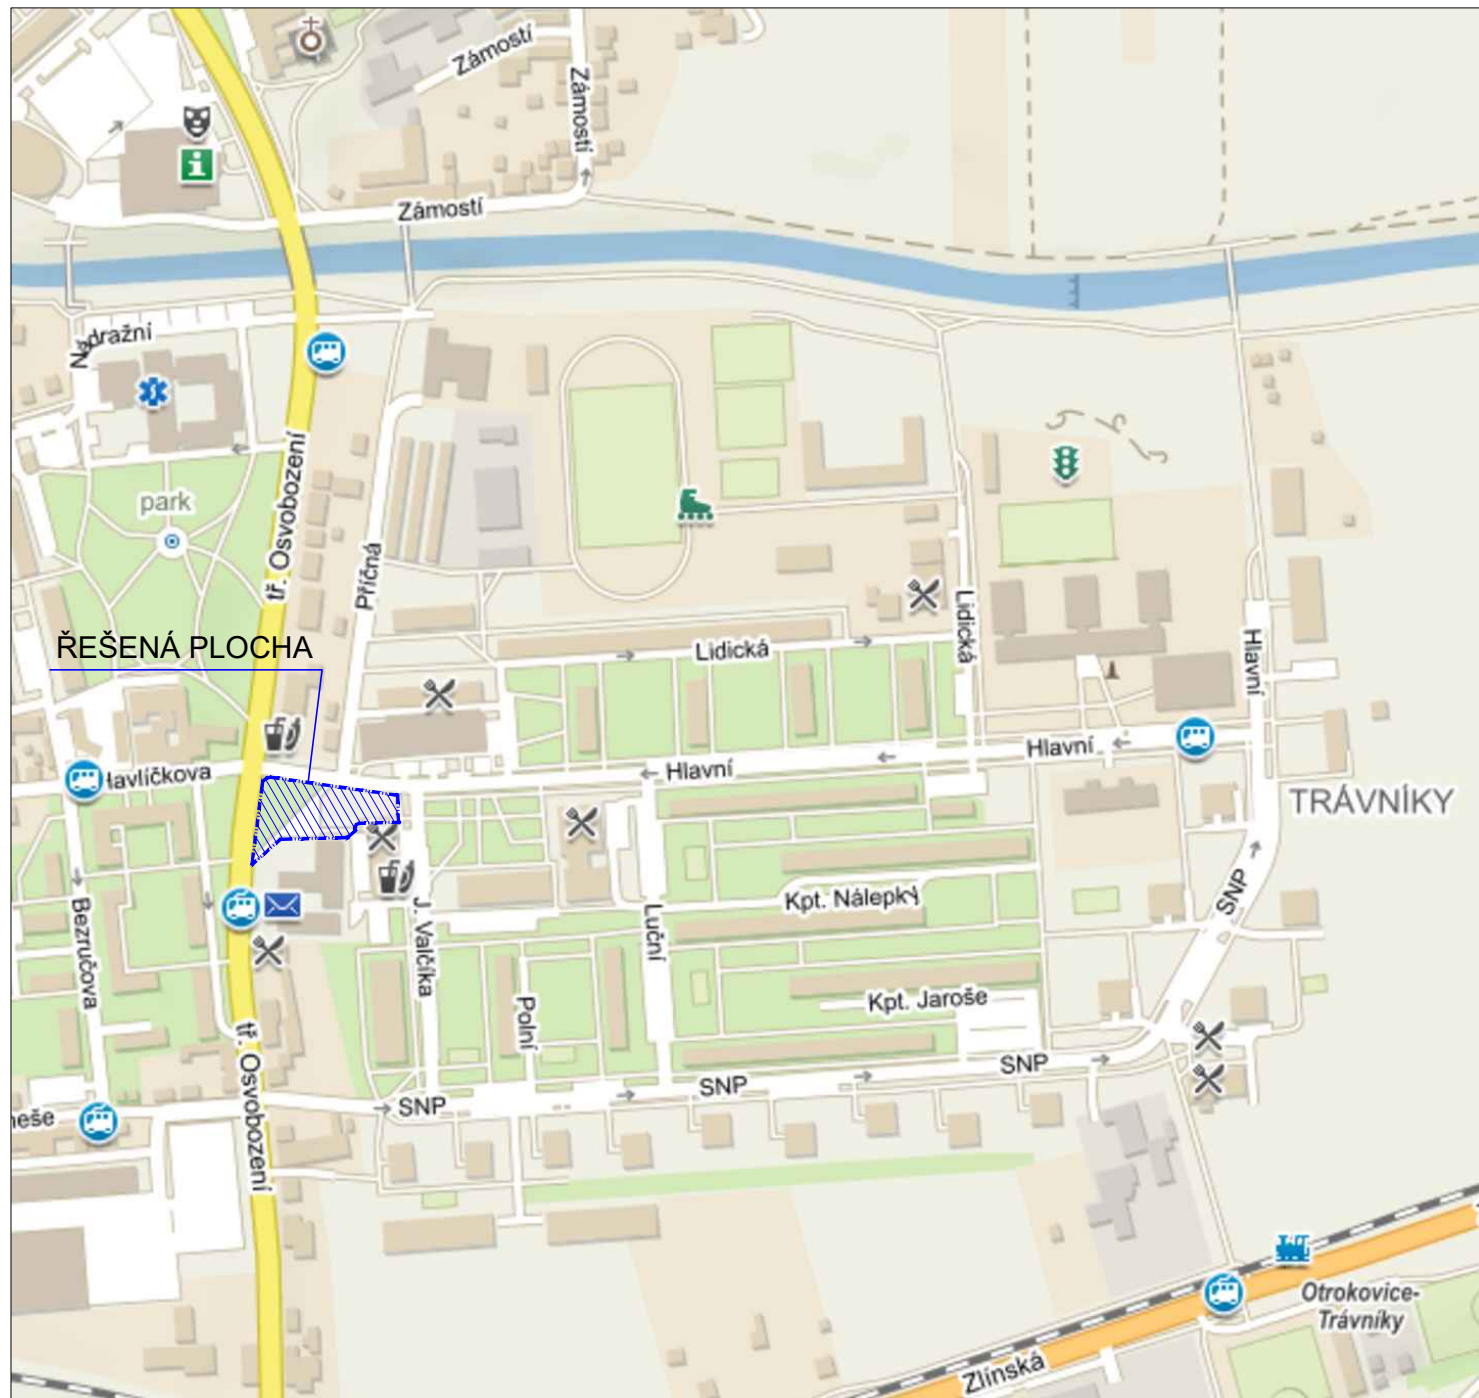 Zámostí
Zámostí
Zámostí
Nádražní
park
tř. Osvobození
Příčná
Lidická
Lidická
Hlavní
ŘEŠENÁ PLOCHA
Havlíčkova
Hlavní
Hlavní
TRÁVNÍKY
Bezručova
J. Valčíka
Luční
Kpt. Nálepky
SNP
Polní
Kpt. Jaroše
tř. Osvobození
SNP
SNP
SNP
neše
Otrokovice-
Trávníky
Zlínská